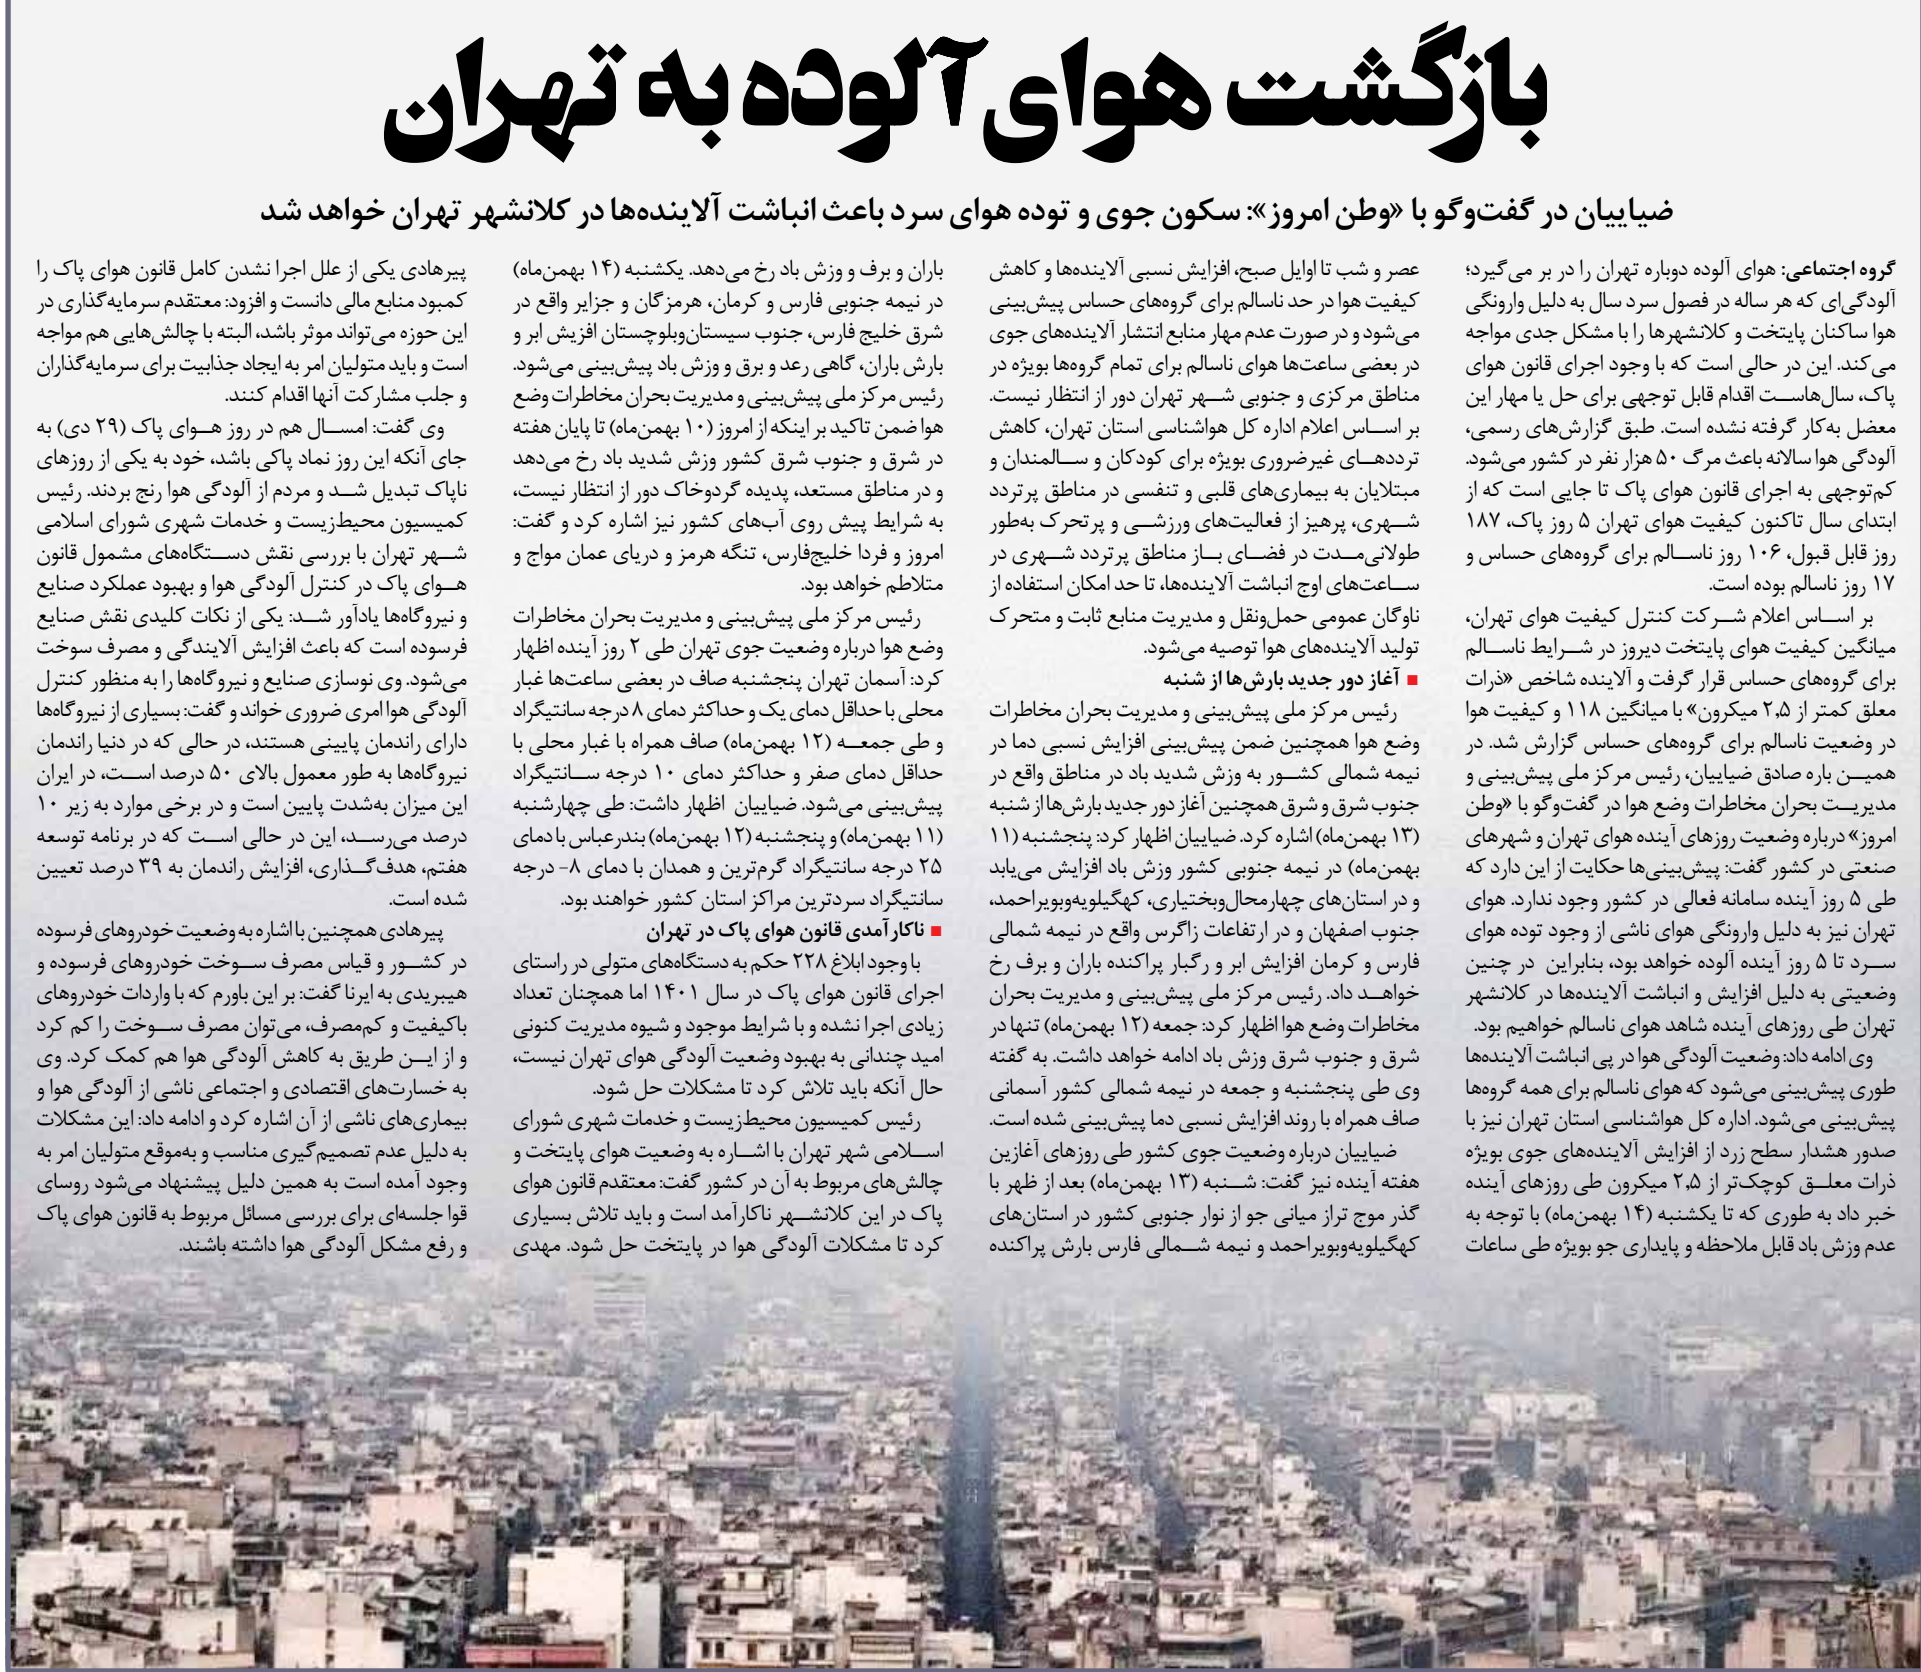 بازگشت هوای آلوده به تهران
ضیاییان در گفت‌وگو با «وطن امروز»: سکون جوی و توده هوای سرد باعث انباشت آلاینده‌ها در کلانشهر تهران خواهد شد
گروه اجتماعی: هوای آلوده دوباره تهران را در بر می‌گیرد؛
آلودگی‌ای که هر ساله در فصول سرد سال به دلیل وارونگی
هوا ساکنان پایتخت و کلانشهرها را با مشکل جدی مواجه
می‌کند. این در حالی است که با وجود اجرای قانون هوای
پاک، سال‌هاست اقدام قابل توجهی برای حل یا مهار این
معضل به‌کار گرفته نشده است. طبق گزارش‌های رسمی،
آلودگی هوا سالانه باعث مرگ ۵۰ هزار نفر در کشور می‌شود.
کم‌توجهی به اجرای قانون هوای پاک تا جایی است که از
ابتدای سال تاکنون کیفیت هوای تهران ۵ روز پاک، ۱۸۷
روز قابل قبول، ۱۰۶ روز ناسالم برای گروه‌های حساس و
۱۷ روز ناسالم بوده است.
بر اساس اعلام شرکت کنترل کیفیت هوای تهران،
میانگین کیفیت هوای پایتخت دیروز در شرایط ناسالم
برای گروه‌های حساس قرار گرفت و آلاینده شاخص «ذرات
معلق کمتر از ۲٫۵ میکرون» با میانگین ۱۱۸ و کیفیت هوا
در وضعیت ناسالم برای گروه‌های حساس گزارش شد. در
همین باره صادق ضیاییان، رئیس مرکز ملی پیش‌بینی و
مدیریت بحران مخاطرات وضع هوا در گفت‌وگو با «وطن
امروز» درباره وضعیت روزهای آینده هوای تهران و شهرهای
صنعتی در کشور گفت: پیش‌بینی‌ها حکایت از این دارد که
طی ۵ روز آینده سامانه فعالی در کشور وجود ندارد. هوای
تهران نیز به دلیل وارونگی هوای ناشی از وجود توده هوای
سرد تا ۵ روز آینده آلوده خواهد بود، بنابراین در چنین
وضعیتی به دلیل افزایش و انباشت آلاینده‌ها در کلانشهر
تهران طی روزهای آینده شاهد هوای ناسالم خواهیم بود.
وی ادامه داد: وضعیت آلودگی هوا در پی انباشت آلاینده‌ها
طوری پیش‌بینی می‌شود که هوای ناسالم برای همه گروه‌ها
پیش‌بینی می‌شود. اداره کل هواشناسی استان تهران نیز با
صدور هشدار سطح زرد از افزایش آلاینده‌های جوی بویژه
ذرات معلق کوچک‌تر از ۲٫۵ میکرون طی روزهای آینده
خبر داد به طوری که تا یکشنبه (۱۴ بهمن‌ماه) با توجه به
عدم وزش باد قابل ملاحظه و پایداری جو بویژه طی ساعات
عصر و شب تا اوایل صبح، افزایش نسبی آلاینده‌ها و کاهش
کیفیت هوا در حد ناسالم برای گروه‌های حساس پیش‌بینی
می‌شود و در صورت عدم مهار منابع انتشار آلاینده‌های جوی
در بعضی ساعت‌ها هوای ناسالم برای تمام گروه‌ها بویژه در
مناطق مرکزی و جنوبی شهر تهران دور از انتظار نیست.
بر اساس اعلام اداره کل هواشناسی استان تهران، کاهش
ترددهای غیرضروری بویژه برای کودکان و سالمندان و
مبتلایان به بیماری‌های قلبی و تنفسی در مناطق پرتردد
شهری، پرهیز از فعالیت‌های ورزشی و پرتحرک به‌طور
طولانی‌مدت در فضای باز مناطق پرتردد شهری در
ساعت‌های اوج انباشت آلاینده‌ها، تا حد امکان استفاده از
ناوگان عمومی حمل‌ونقل و مدیریت منابع ثابت و متحرک
تولید آلاینده‌های هوا توصیه می‌شود.
■ آغاز دور جدید بارش‌ها از شنبه
رئیس مرکز ملی پیش‌بینی و مدیریت بحران مخاطرات
وضع هوا همچنین ضمن پیش‌بینی افزایش نسبی دما در
نیمه شمالی کشور به وزش شدید باد در مناطق واقع در
جنوب شرق و شرق همچنین آغاز دور جدید بارش‌ها از شنبه
(۱۳ بهمن‌ماه) اشاره کرد. ضیاییان اظهار کرد: پنجشنبه (۱۱
بهمن‌ماه) در نیمه جنوبی کشور وزش باد افزایش می‌یابد
و در استان‌های چهارمحال‌وبختیاری، کهگیلویه‌وبویراحمد،
جنوب اصفهان و در ارتفاعات زاگرس واقع در نیمه شمالی
فارس و کرمان افزایش ابر و رگبار پراکنده باران و برف رخ
خواهد داد. رئیس مرکز ملی پیش‌بینی و مدیریت بحران
مخاطرات وضع هوا اظهار کرد: جمعه (۱۲ بهمن‌ماه) تنها در
شرق و جنوب شرق وزش باد ادامه خواهد داشت. به گفته
وی طی پنجشنبه و جمعه در نیمه شمالی کشور آسمانی
صاف همراه با روند افزایش نسبی دما پیش‌بینی شده است.
ضیاییان درباره وضعیت جوی کشور طی روزهای آغازین
هفته آینده نیز گفت: شنبه (۱۳ بهمن‌ماه) بعد از ظهر با
گذر موج تراز میانی جو از نوار جنوبی کشور در استان‌های
کهگیلویه‌وبویراحمد و نیمه شمالی فارس بارش پراکنده
باران و برف و وزش باد رخ می‌دهد. یکشنبه (۱۴ بهمن‌ماه)
در نیمه جنوبی فارس و کرمان، هرمزگان و جزایر واقع در
شرق خلیج فارس، جنوب سیستان‌وبلوچستان افزیش ابر و
بارش باران، گاهی رعد و برق و وزش باد پیش‌بینی می‌شود.
رئیس مرکز ملی پیش‌بینی و مدیریت بحران مخاطرات وضع
هوا ضمن تاکید بر اینکه از امروز (۱۰ بهمن‌ماه) تا پایان هفته
در شرق و جنوب شرق کشور وزش شدید باد رخ می‌دهد
و در مناطق مستعد، پدیده گردوخاک دور از انتظار نیست،
به شرایط پیش روی آب‌های کشور نیز اشاره کرد و گفت:
امروز و فردا خلیج‌فارس، تنگه هرمز و دریای عمان مواج و
متلاطم خواهد بود.
رئیس مرکز ملی پیش‌بینی و مدیریت بحران مخاطرات
وضع هوا درباره وضعیت جوی تهران طی ۲ روز آینده اظهار
کرد: آسمان تهران پنجشنبه صاف در بعضی ساعت‌ها غبار
محلی با حداقل دمای یک و حداکثر دمای ۸ درجه سانتیگراد
و طی جمعه (۱۲ بهمن‌ماه) صاف همراه با غبار محلی با
حداقل دمای صفر و حداکثر دمای ۱۰ درجه سانتیگراد
پیش‌بینی می‌شود. ضیاییان اظهار داشت: طی چهارشنبه
(۱۱ بهمن‌ماه) و پنجشنبه (۱۲ بهمن‌ماه) بندرعباس با دمای
۲۵ درجه سانتیگراد گرم‌ترین و همدان با دمای ۸- درجه
سانتیگراد سردترین مراکز استان کشور خواهند بود.
■ ناکارآمدی قانون هوای پاک در تهران
با وجود ابلاغ ۲۲۸ حکم به دستگاه‌های متولی در راستای
اجرای قانون هوای پاک در سال ۱۴۰۱ اما همچنان تعداد
زیادی اجرا نشده و با شرایط موجود و شیوه مدیریت کنونی
امید چندانی به بهبود وضعیت آلودگی هوای تهران نیست،
حال آنکه باید تلاش کرد تا مشکلات حل شود.
رئیس کمیسیون محیط‌زیست و خدمات شهری شورای
اسلامی شهر تهران با اشاره به وضعیت هوای پایتخت و
چالش‌های مربوط به آن در کشور گفت: معتقدم قانون هوای
پاک در این کلانشهر ناکارآمد است و باید تلاش بسیاری
کرد تا مشکلات آلودگی هوا در پایتخت حل شود. مهدی
پیرهادی یکی از علل اجرا نشدن کامل قانون هوای پاک را
کمبود منابع مالی دانست و افزود: معتقدم سرمایه‌گذاری در
این حوزه می‌تواند موثر باشد، البته با چالش‌هایی هم مواجه
است و باید متولیان امر به ایجاد جذابیت برای سرمایه‌گذاران
و جلب مشارکت آنها اقدام کنند.
وی گفت: امسال هم در روز هوای پاک (۲۹ دی) به
جای آنکه این روز نماد پاکی باشد، خود به یکی از روزهای
ناپاک تبدیل شد و مردم از آلودگی هوا رنج بردند. رئیس
کمیسیون محیط‌زیست و خدمات شهری شورای اسلامی
شهر تهران با بررسی نقش دستگاه‌های مشمول قانون
هوای پاک در کنترل آلودگی هوا و بهبود عملکرد صنایع
و نیروگاه‌ها یادآور شد: یکی از نکات کلیدی نقش صنایع
فرسوده است که باعث افزایش آلایندگی و مصرف سوخت
می‌شود. وی نوسازی صنایع و نیروگاه‌ها را به منظور کنترل
آلودگی هوا امری ضروری خواند و گفت: بسیاری از نیروگاه‌ها
دارای راندمان پایینی هستند، در حالی که در دنیا راندمان
نیروگاه‌ها به طور معمول بالای ۵۰ درصد است، در ایران
این میزان به‌شدت پایین است و در برخی موارد به زیر ۱۰
درصد می‌رسد، این در حالی است که در برنامه توسعه
هفتم، هدف‌گذاری، افزایش راندمان به ۳۹ درصد تعیین
شده است.
پیرهادی همچنین با اشاره به وضعیت خودروهای فرسوده
در کشور و قیاس مصرف سوخت خودروهای فرسوده و
هیبریدی به ایرنا گفت: بر این باورم که با واردات خودروهای
باکیفیت و کم‌مصرف، می‌توان مصرف سوخت را کم کرد
و از این طریق به کاهش آلودگی هوا هم کمک کرد. وی
به خسارت‌های اقتصادی و اجتماعی ناشی از آلودگی هوا و
بیماری‌های ناشی از آن اشاره کرد و ادامه داد: این مشکلات
به دلیل عدم تصمیم‌گیری مناسب و به‌موقع متولیان امر به
وجود آمده است به همین دلیل پیشنهاد می‌شود روسای
قوا جلسه‌ای برای بررسی مسائل مربوط به قانون هوای پاک
و رفع مشکل آلودگی هوا داشته باشند.